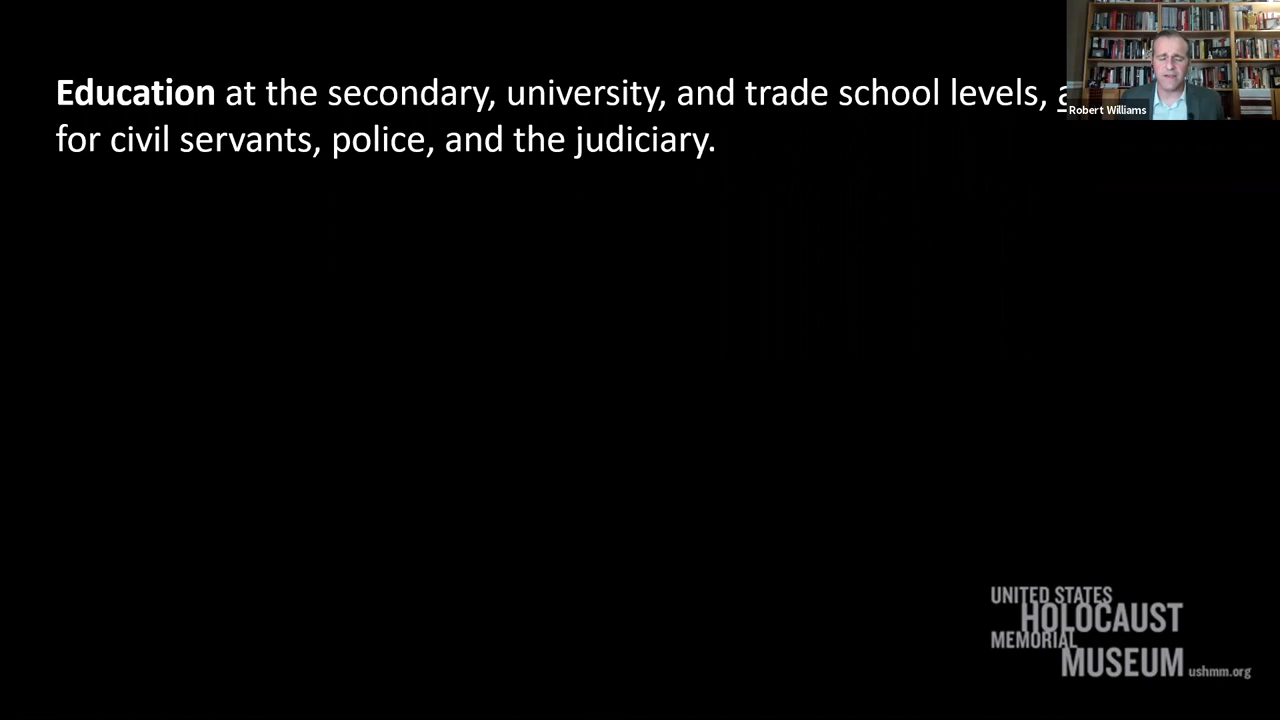 Education at the secondary, university, and trade school levels,
for civil servants, police, and the judiciary.
Robert Williams
UNITED STATES
HOLOCAUST
MEMORIAL
MUSEUM ushmm.org